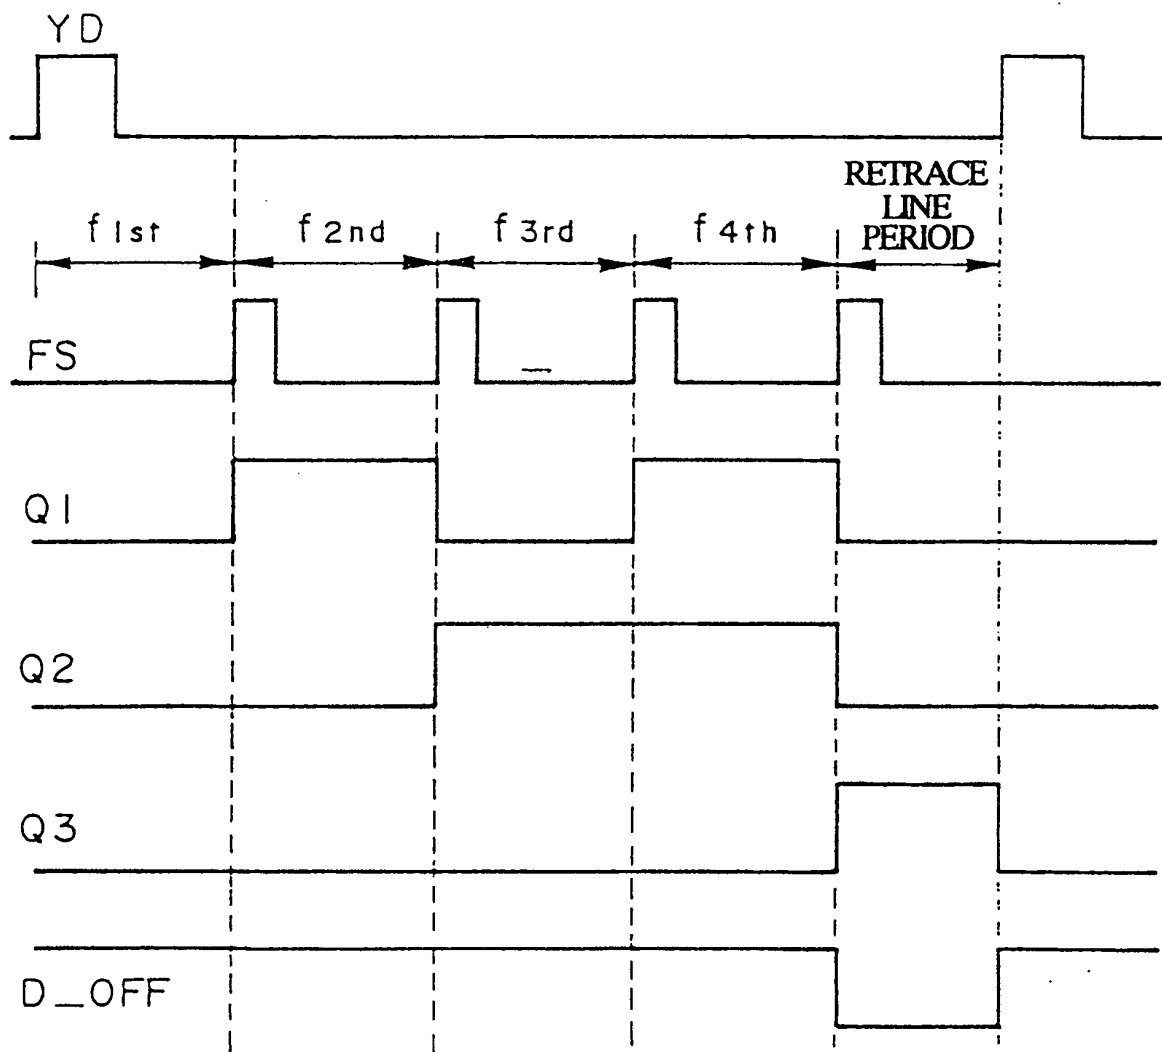 YD
RETRACE
LINE
PERIOD
f 1st f 2nd f 3rd f 4th
FS
Q1
Q2
Q3
D_OFF